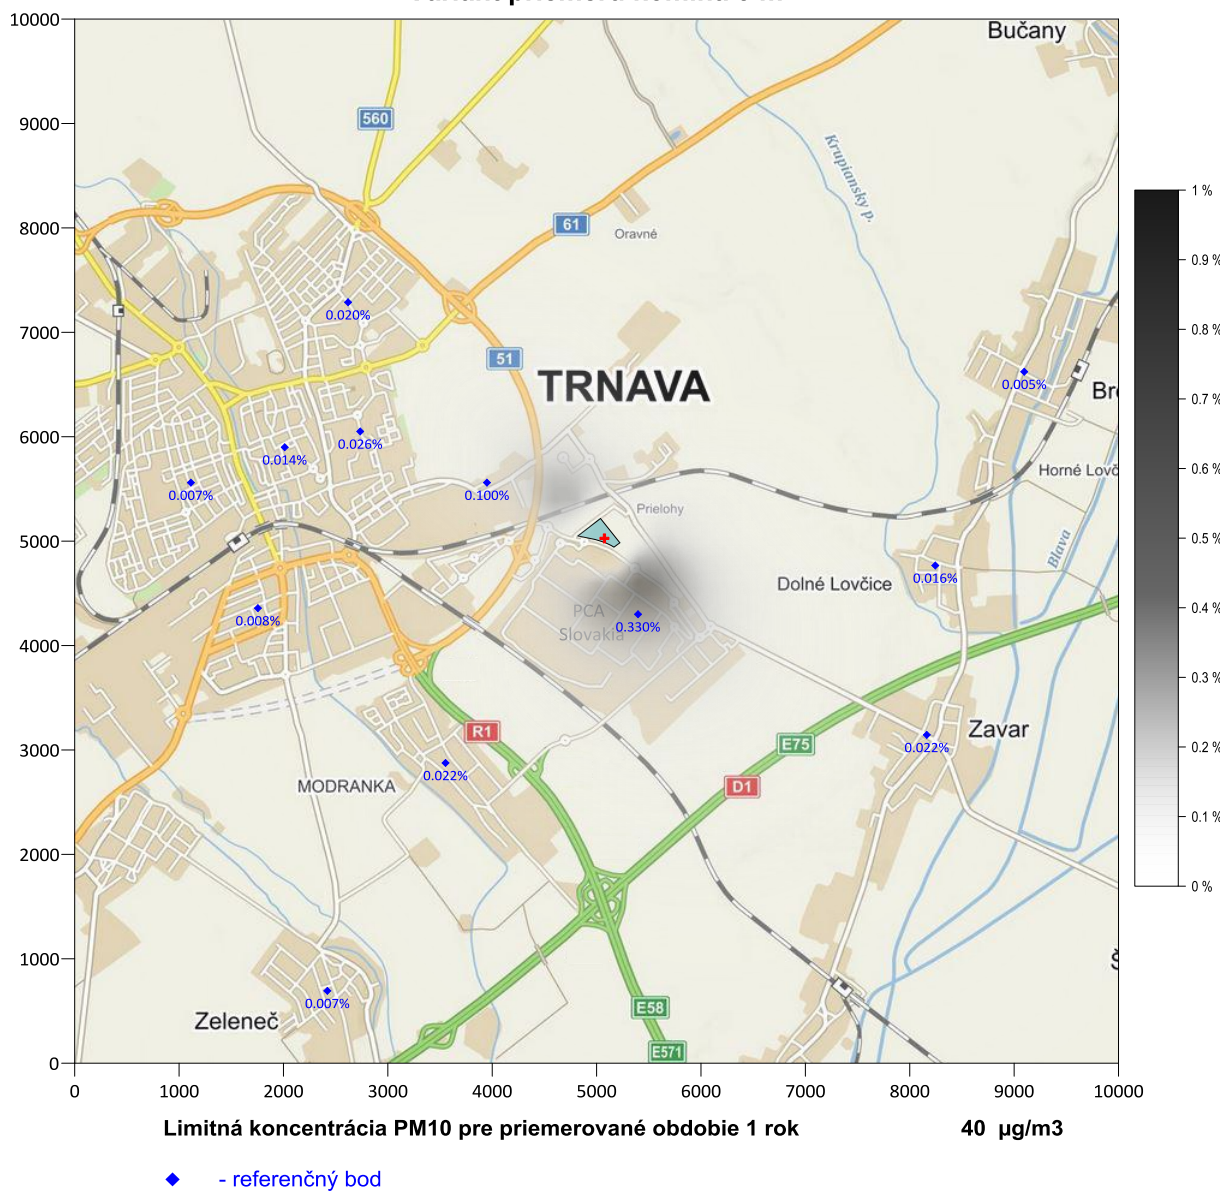 10000
9000
8000
7000
6000
5000
4000
3000
2000
1000
0
0
1000
2000
3000
4000
5000
6000
7000
8000
9000
10000
Bučany
560
Krupiansky p.
61
Oravné
51
TRNAVA
0.020%
0.005%
0.026%
0.014%
0.007%
0.100%
Horné Lovč
Prielohy
Blava
Dolné Lovčice
0.016%
PCA
Slovakia
0.330%
0.008%
R1
E75
Zavar
0.022%
0.022%
MODRANKA
D1
0.007%
Zeleneč
E58
E571
1 %
0.9 %
0.8 %
0.7 %
0.6 %
0.5 %
0.4 %
0.3 %
0.2 %
0.1 %
0 %
Limitná koncentrácia PM10 pre priemerované obdobie 1 rok 40 µg/m3
- referenčný bod